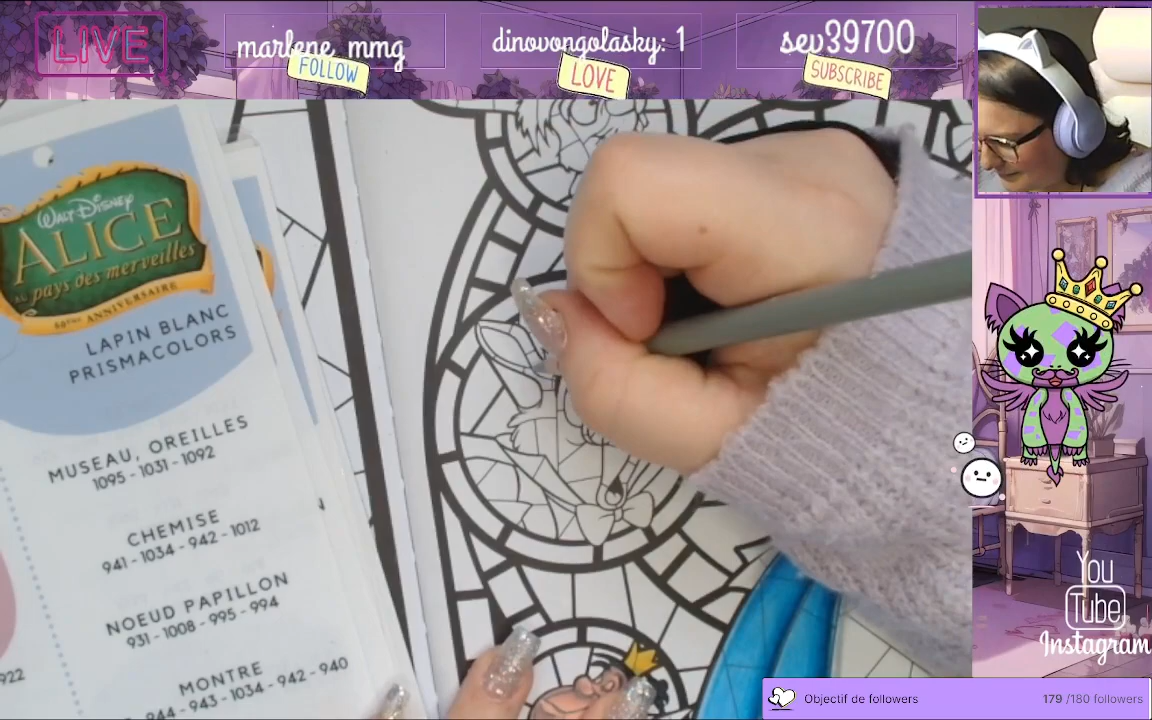 LIVE
marlene_mmg
FOLLOW
dinovongolasky: 1
LOVE
sev39700
SUBSCRIBE
WALT DISNEY
ALICE
AU pays des merveilles
60ÈME ANNIVERSAIRE
LAPIN BLANC
PRISMACOLORS
MUSEAU, OREILLES
1095 - 1031 - 1092
CHEMISE
941 - 1034 - 942 - 1012
NOEUD PAPILLON
931 - 1008 - 995 - 994
MONTRE
944 - 943 - 1034 - 942 - 940
922
You
Tube
Instagram
Objectif de followers
179 /180 followers